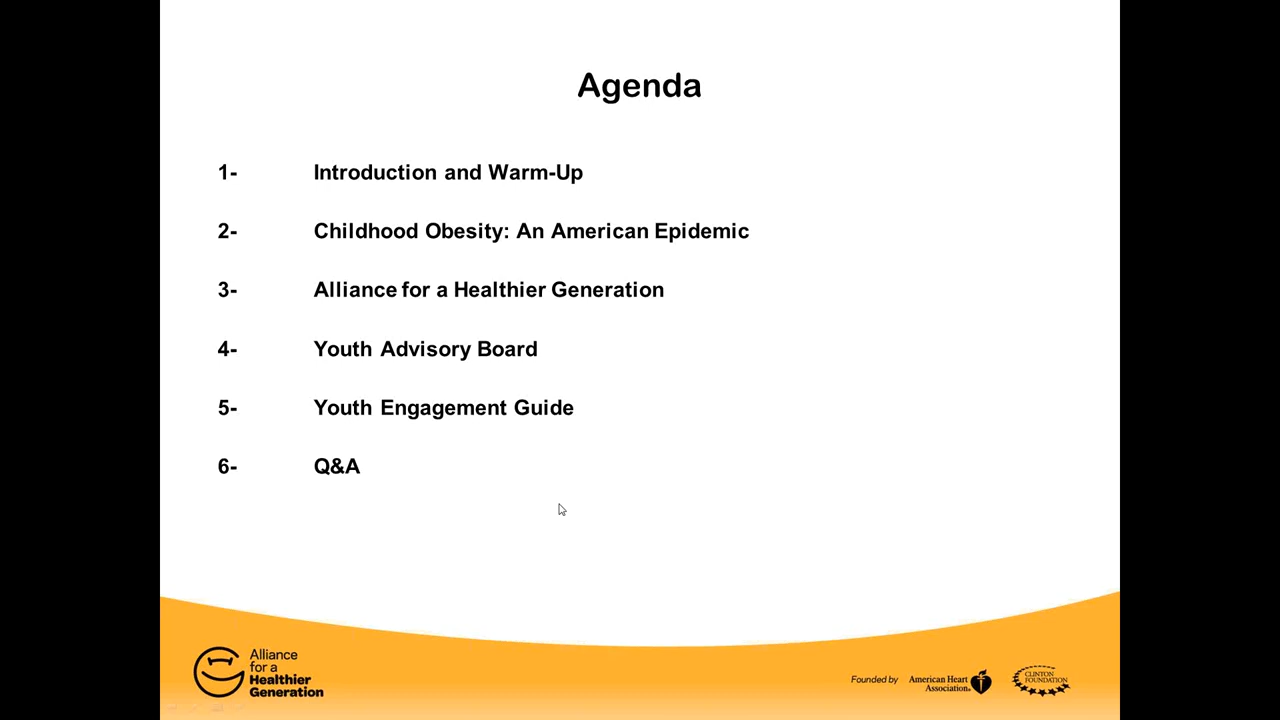 Agenda
1- Introduction and Warm-Up
2- Childhood Obesity: An American Epidemic
3- Alliance for a Healthier Generation
4- Youth Advisory Board
5- Youth Engagement Guide
6- Q&A
Alliance
for a
Healthier
Generation
Founded by
American Heart
Association®
CLINTON
FOUNDATION